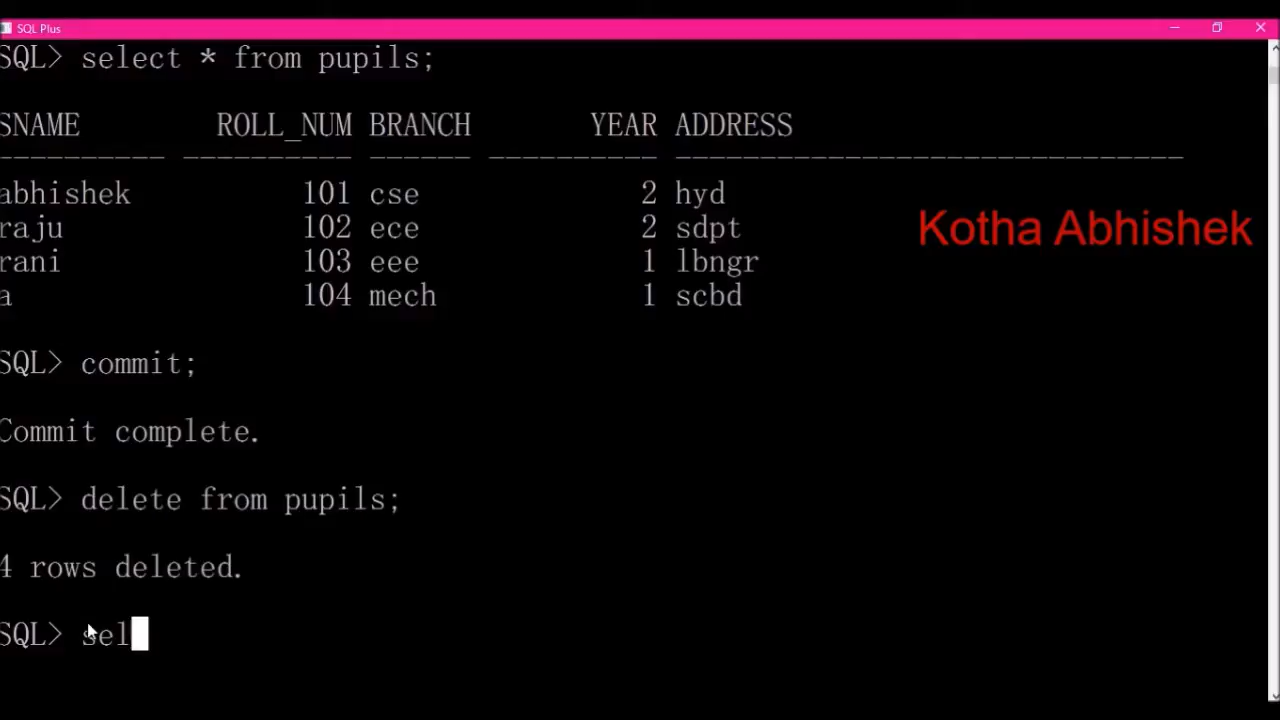 SQL Plus
SQL> select * from pupils;
SNAME ROLL_NUM BRANCH YEAR ADDRESS
---------- ---------- ------ ---------- ------------------------------
abhishek 101 cse 2 hyd
raju 102 ece 2 sdpt
rani 103 eee 1 lbngr
a 104 mech 1 scbd
Kotha Abhishek
SQL> commit;
Commit complete.
SQL> delete from pupils;
4 rows deleted.
SQL> sel